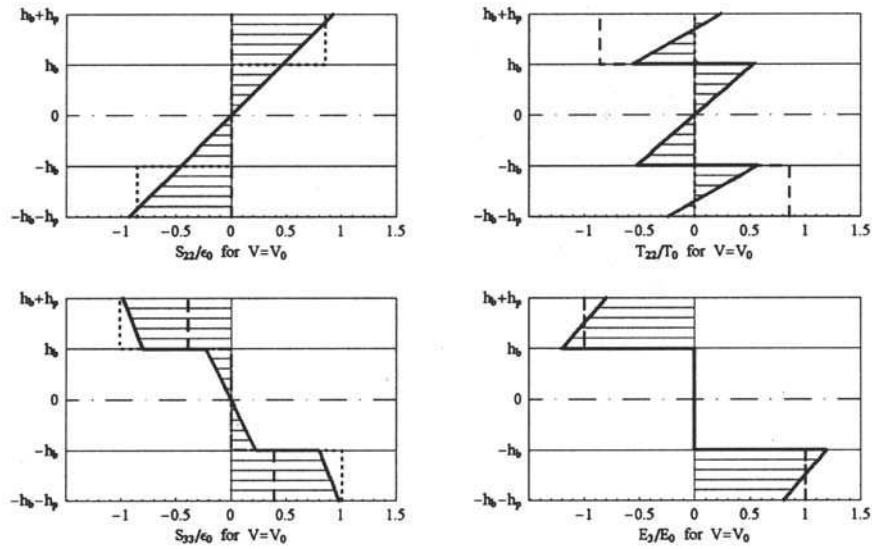 h_b+h_p
h_b
0
-h_b
-h_b-h_p
-1 -0.5 0 0.5 1 1.5
S_22/ϵ_0 for V=V_0
h_b+h_p
h_b
0
-h_b
-h_b-h_p
-1 -0.5 0 0.5 1 1.5
T_22/T_0 for V=V_0
h_b+h_p
h_b
0
-h_b
-h_b-h_p
-1 -0.5 0 0.5 1 1.5
S_33/ϵ_0 for V=V_0
h_b+h_p
h_b
0
-h_b
-h_b-h_p
-1 -0.5 0 0.5 1 1.5
E_3/E_0 for V=V_0